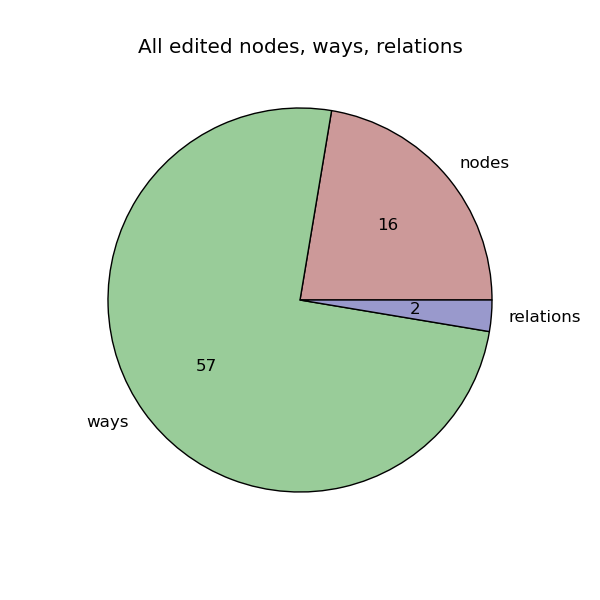 All edited nodes, ways, relations
nodes
16
2
relations
57
ways